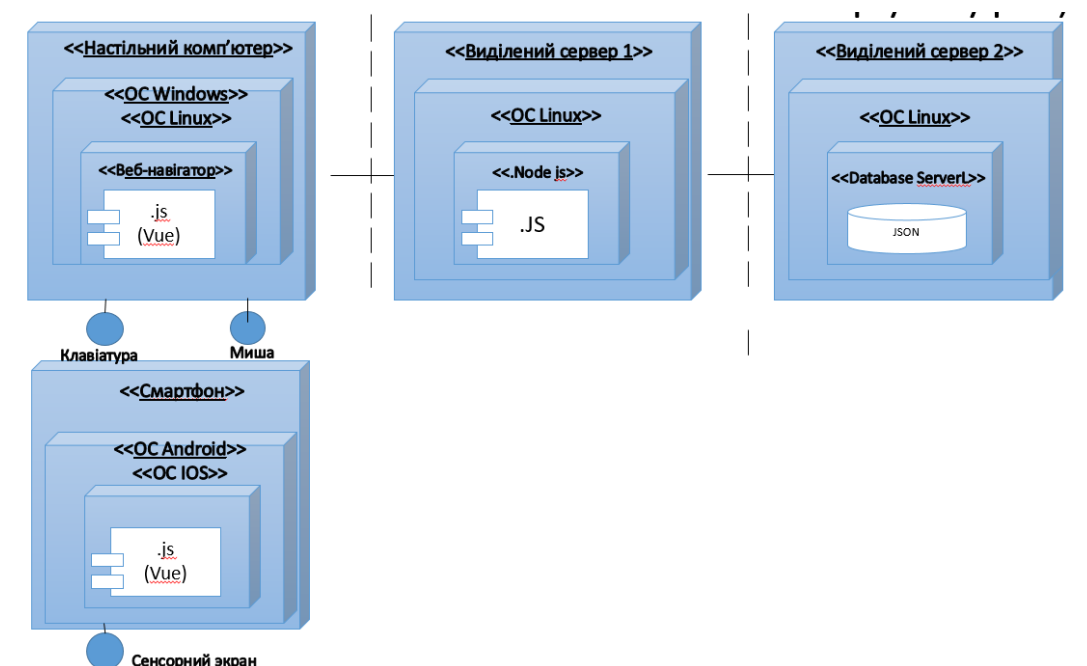 <<Настільний комп’ютер>>
<<ОС Windows>>
<<ОС Linux>>
<<Веб-навігатор>>
.js
(Vue)
Клавіатура
Миша
<<Виділений сервер 1>>
<<ОС Linux>>
<<.Node js>>
.JS
<<Виділений сервер 2>>
<<ОС Linux>>
<<Database ServerL>>
JSON
<<Смартфон>>
<<ОС Android>>
<<ОС IOS>>
.js
(Vue)
Сенсорний экран